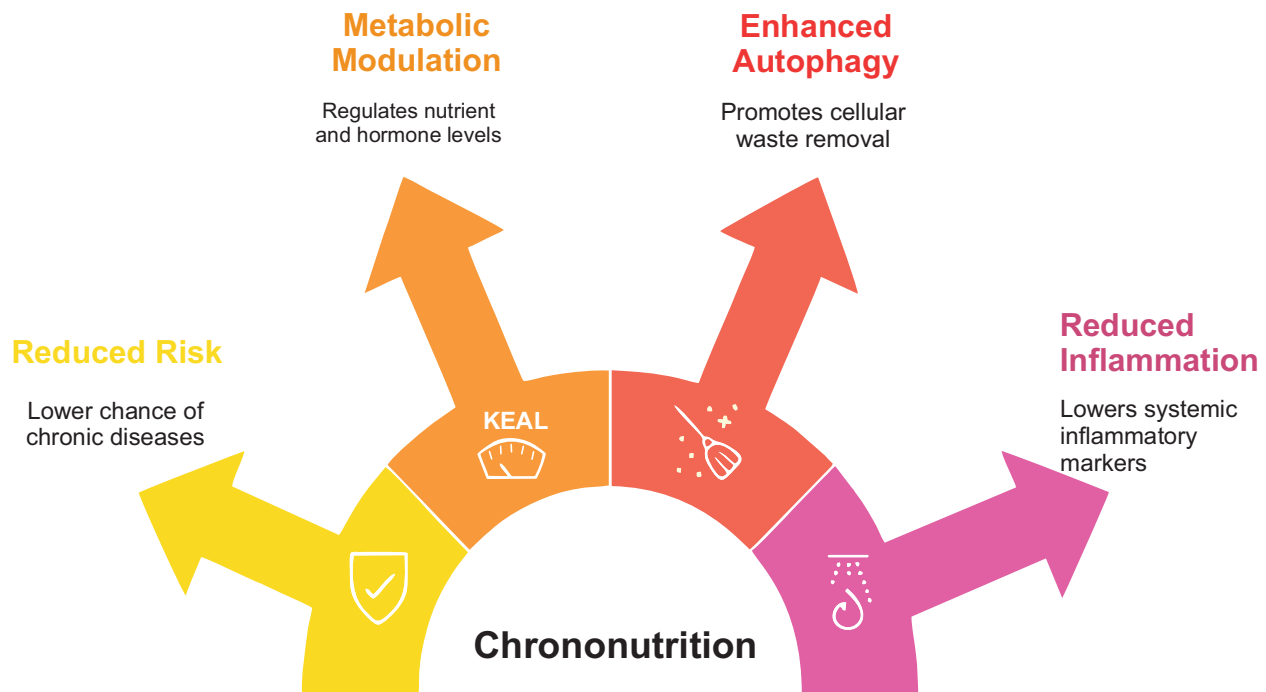 Metabolic
Modulation
Regulates nutrient
and hormone levels
Enhanced
Autophagy
Promotes cellular
waste removal
Reduced Risk
Lower chance of
chronic diseases
Reduced
Inflammation
Lowers systemic
inflammatory
markers
KEAL
Chrononutrition